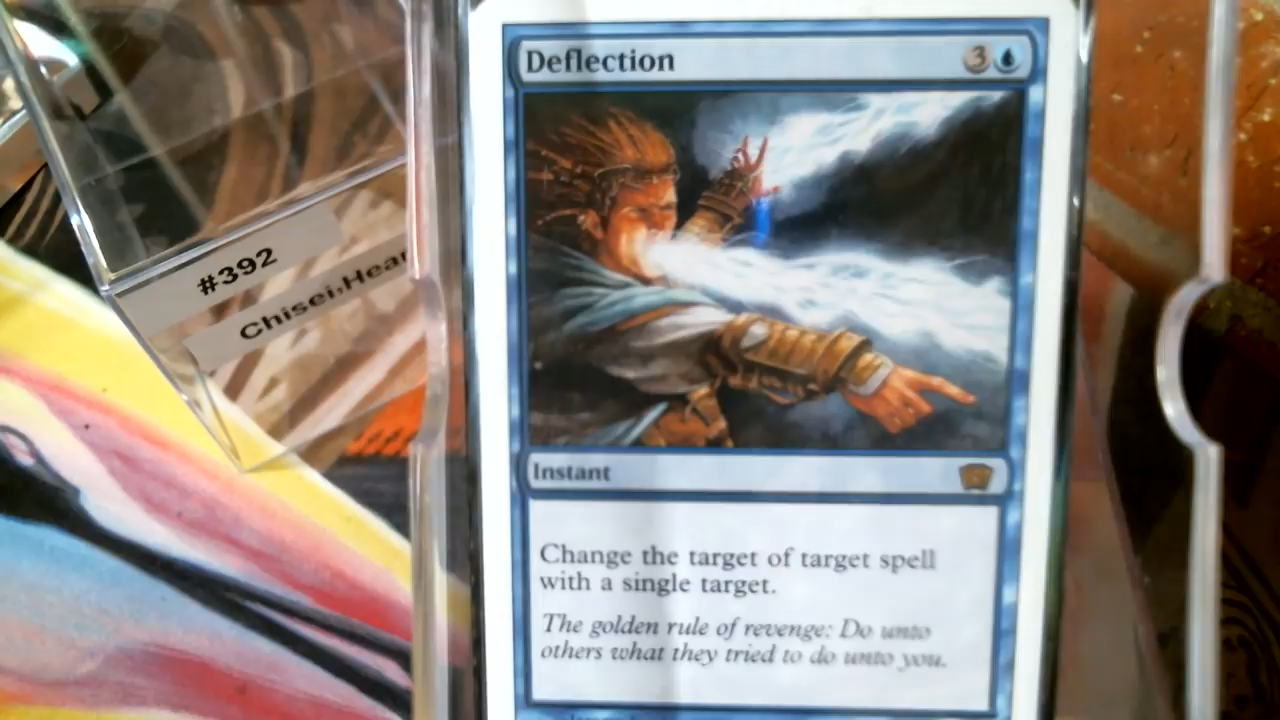 Deflection 3
#392
Chisei,Hear
Instant
Change the target of target spell
with a single target.
The golden rule of revenge: Do unto
others what they tried to do unto you.